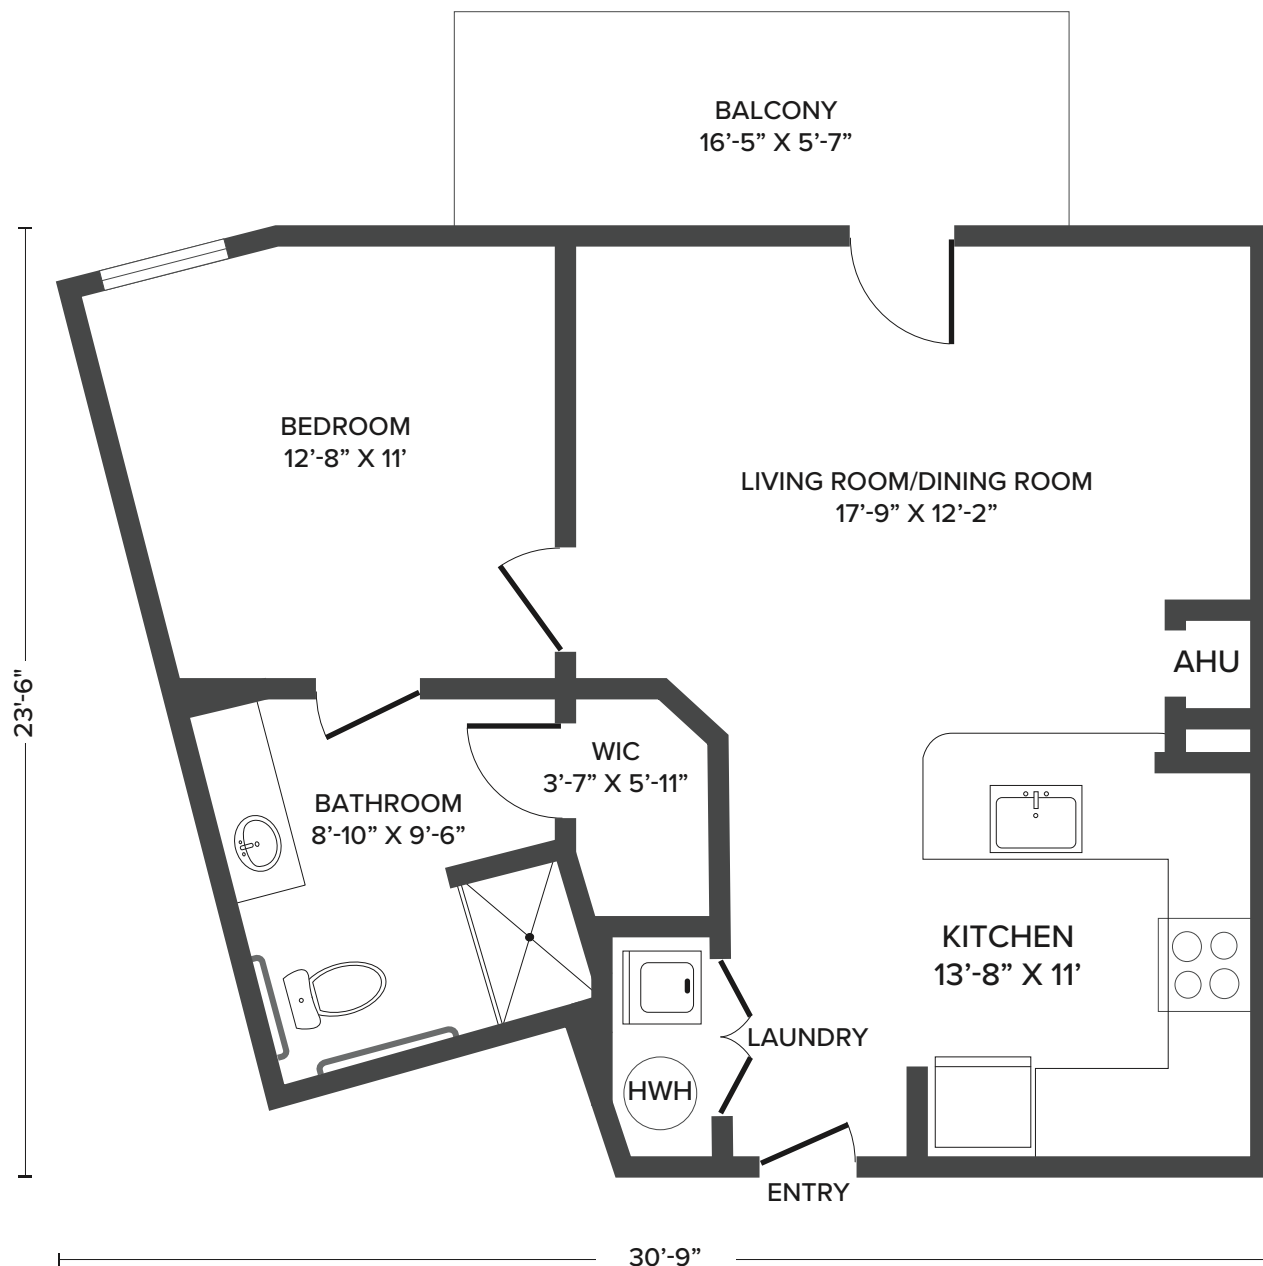 BALCONY
16’-5” X 5’-7”
BEDROOM
12’-8” X 11’
LIVING ROOM/DINING ROOM
17’-9” X 12’-2”
AHU
23'-6"
WIC
3’-7” X 5’-11”
BATHROOM
8’-10” X 9’-6”
KITCHEN
13’-8” X 11’
LAUNDRY
HWH
ENTRY
30’-9”